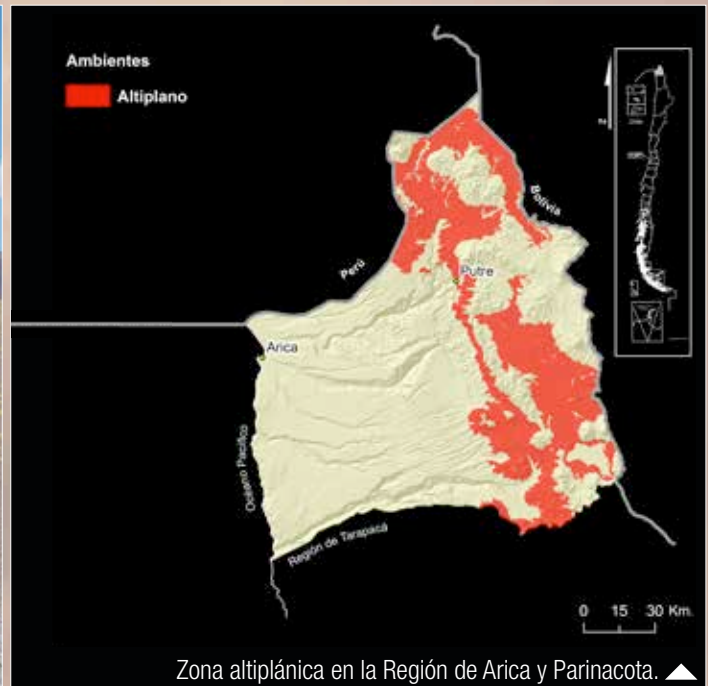 Ambientes
Altiplano
Bolivia
Perú
Putre
Arica
Océano Pacífico
Región de Tarapacá
0 15 30 Km.
Zona altiplánica en la Región de Arica y Parinacota.